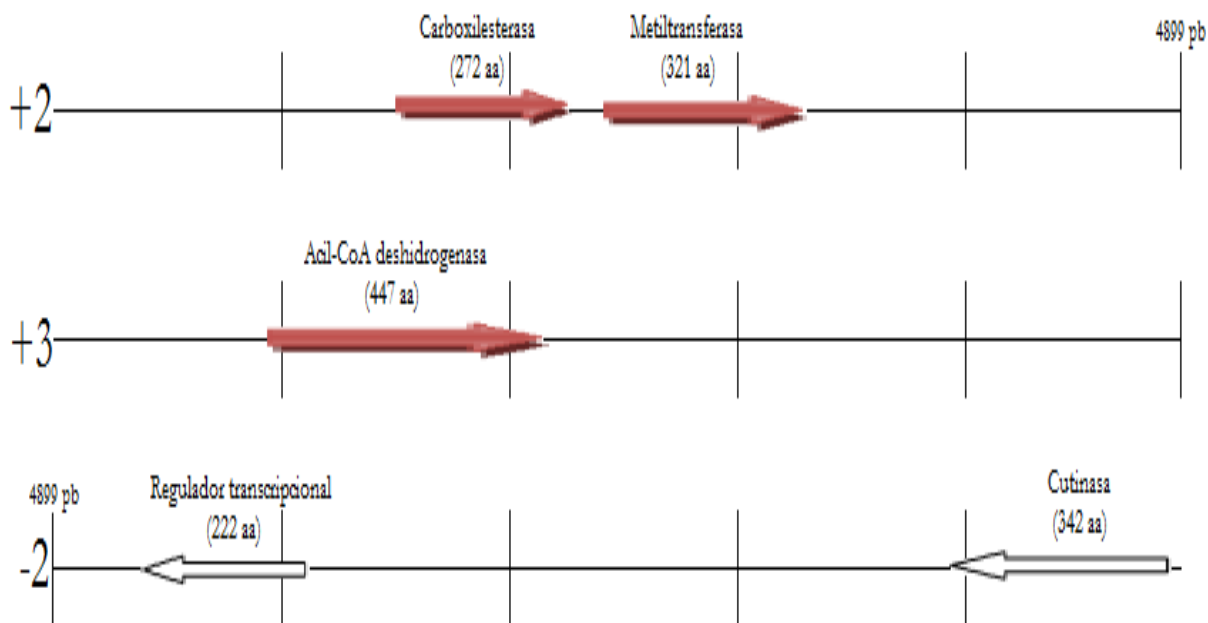 Carboxilesterasa
(272 aa)
Metiltransferasa
(321 aa)
4899 pb
+2
Acil-CoA deshidrogenasa
(447 aa)
+3
4899 pb
Regulador transcripcional
(222 aa)
Cutinasa
(342 aa)
-2